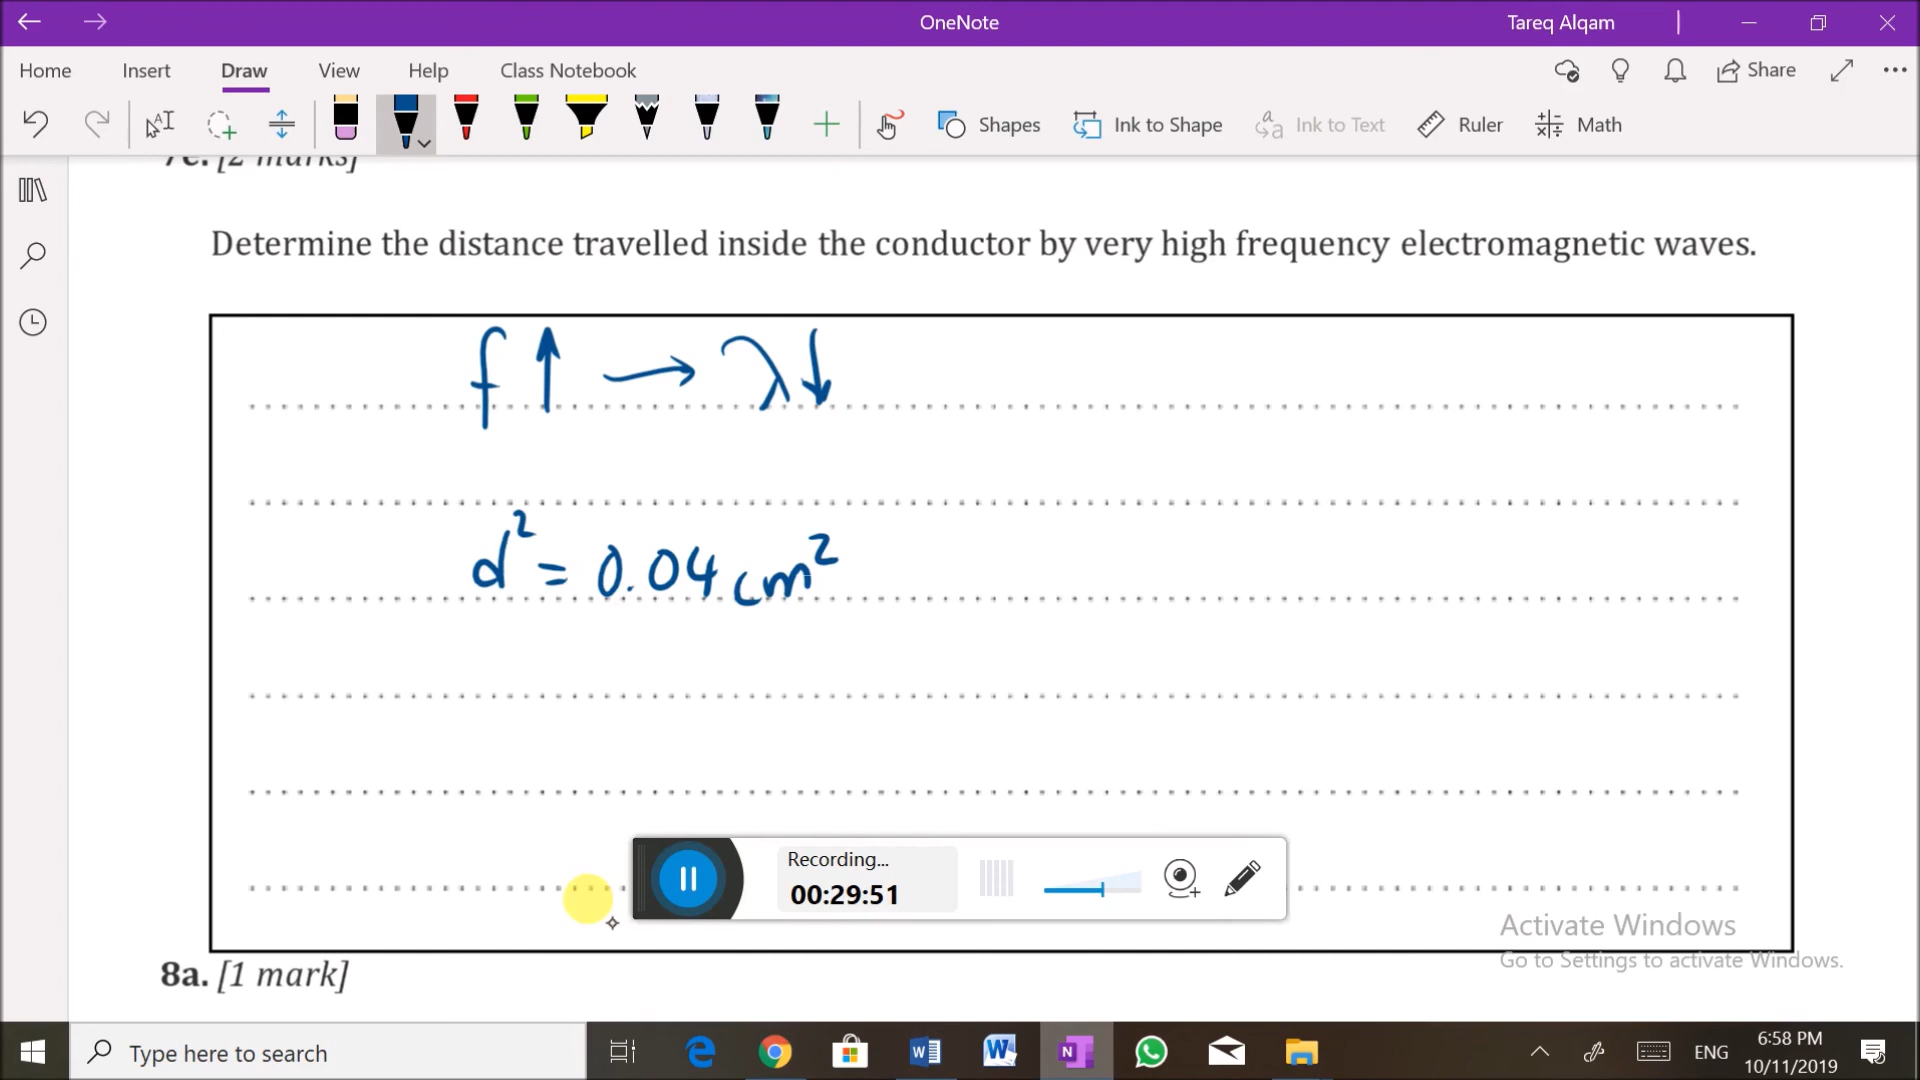 OneNote
Tareq Alqam
Home Insert Draw View Help Class Notebook Share
Shapes Ink to Shape Ink to Text Ruler Math
7c. [2 marks]
Determine the distance travelled inside the conductor by very high frequency electromagnetic waves.
f ↑ → λ ↓
d² = 0.04 cm²
Recording...
00:29:51
Activate Windows
Go to Settings to activate Windows.
8a. [1 mark]
Type here to search
ENG
6:58 PM
10/11/2019